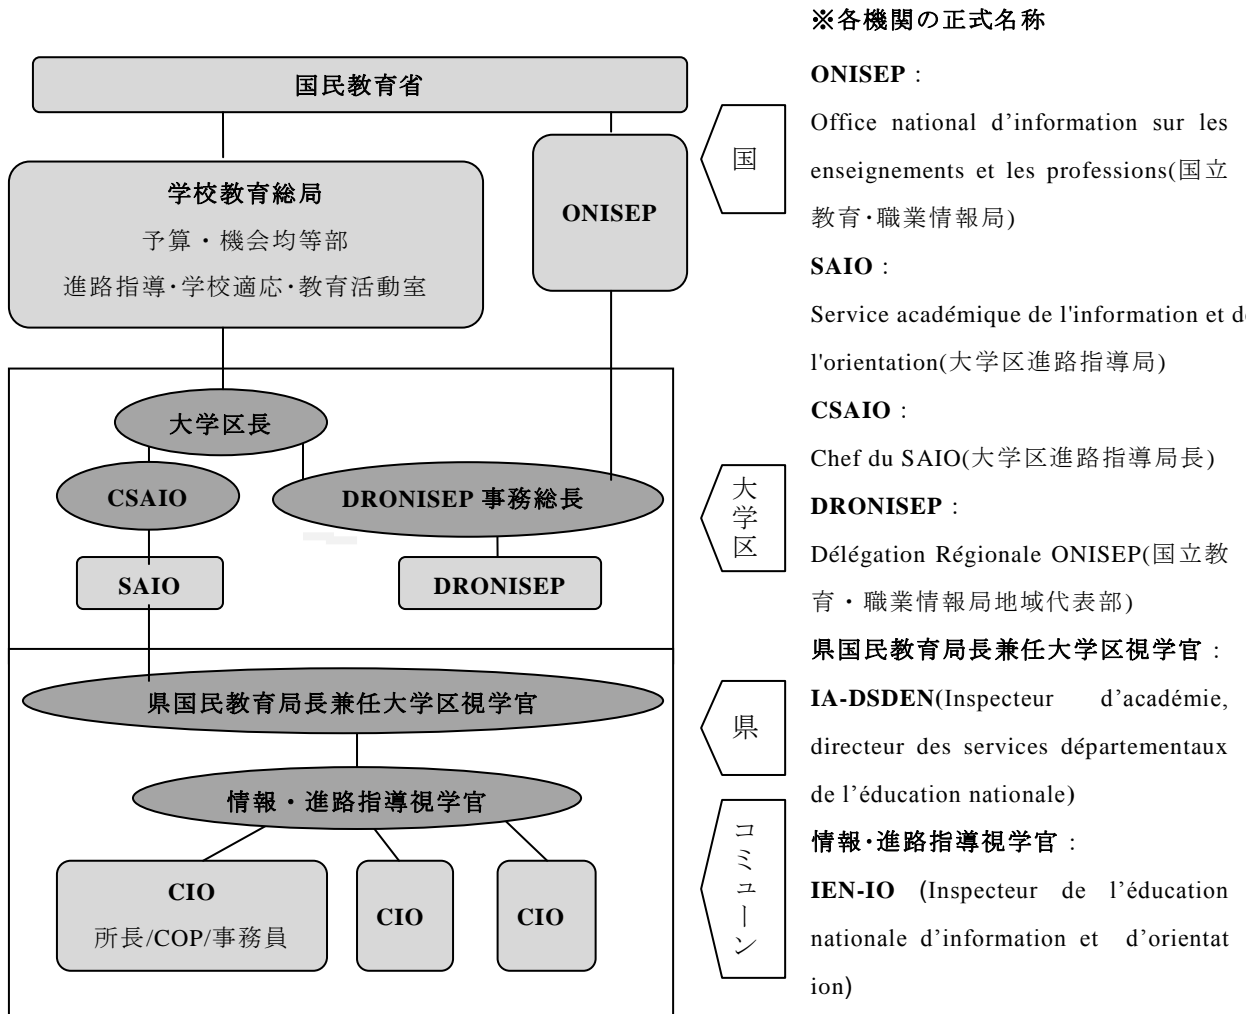 国民教育省
学校教育総局
予算・機会均等部
進路指導・学校適応・教育活動室
ONISEP
国
大学区長
CSAIO
DRONISEP 事務総長
SAIO
DRONISEP
大学区
県国民教育局長兼任大学区視学官
県
情報・進路指導視学官
CIO
所長/COP/事務員
CIO
CIO
コミューン
※各機関の正式名称
ONISEP：
Office national d’information sur les
enseignements et les professions(国立
教育・職業情報局)
SAIO：
Service académique de l'information et de
l'orientation(大学区進路指導局)
CSAIO：
Chef du SAIO(大学区進路指導局長)
DRONISEP：
Délégation Régionale ONISEP(国立教
育・職業情報局地域代表部)
県国民教育局長兼任大学区視学官：
IA-DSDEN(Inspecteur d’académie,
directeur des services départementaux
de l’éducation nationale)
情報・進路指導視学官：
IEN-IO (Inspecteur de l’éducation
nationale d’information et d’orientat
ion)